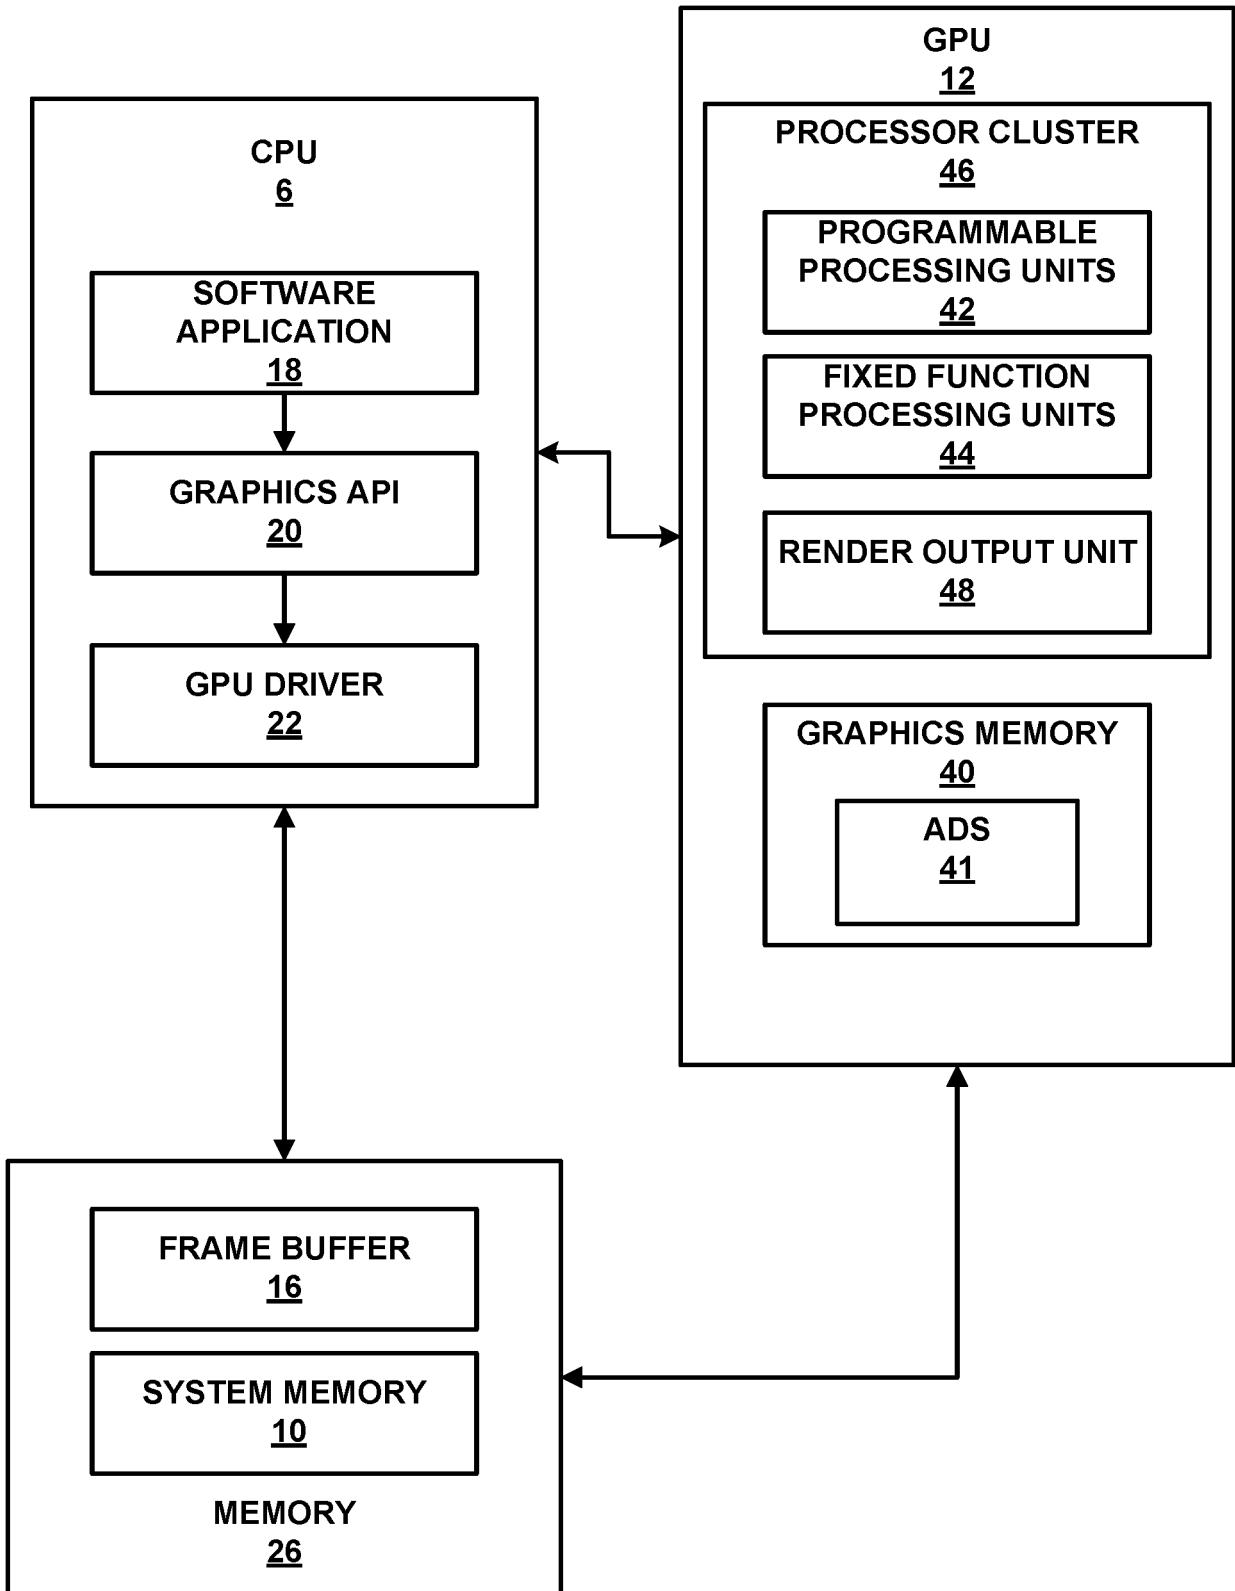 CPU
6
SOFTWARE
APPLICATION
18
GRAPHICS API
20
GPU DRIVER
22
GPU
12
PROCESSOR CLUSTER
46
PROGRAMMABLE
PROCESSING UNITS
42
FIXED FUNCTION
PROCESSING UNITS
44
RENDER OUTPUT UNIT
48
GRAPHICS MEMORY
40
ADS
41
FRAME BUFFER
16
SYSTEM MEMORY
10
MEMORY
26